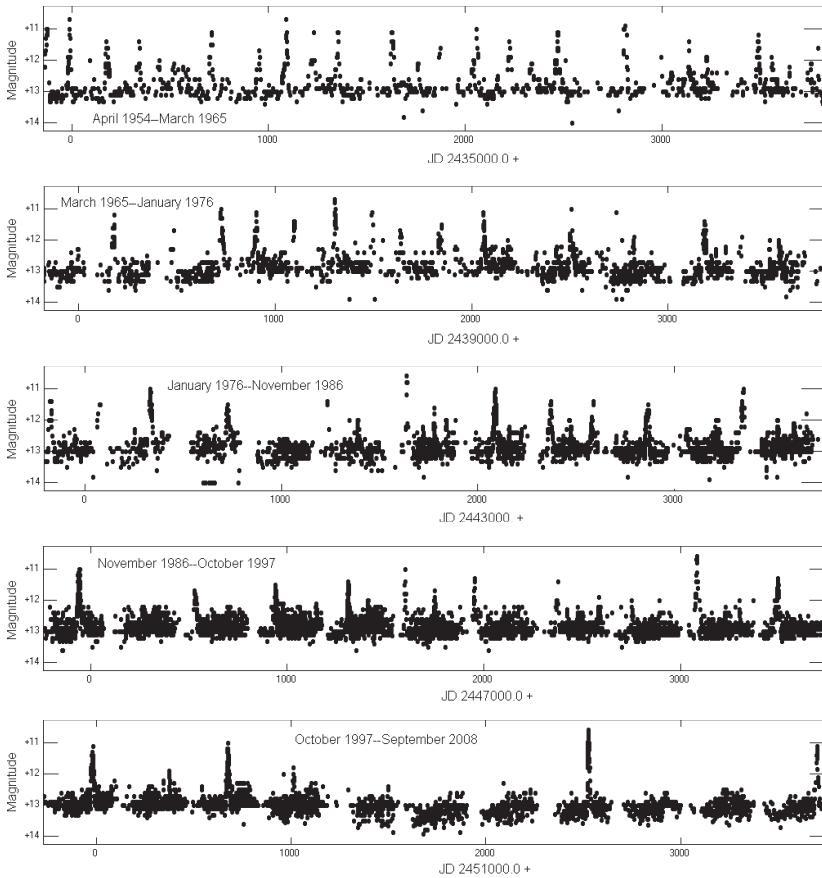 +11
+12
+13
+14
Magnitude
April 1954–March 1965
0 1000 2000 3000
JD 2435000.0 +
March 1965–January 1976
+11
+12
+13
+14
Magnitude
0 1000 2000 3000
JD 2439000.0 +
January 1976--November 1986
+11
+12
+13
+14
Magnitude
0 1000 2000 3000
JD 2443000 +
November 1986--October 1997
+11
+12
+13
+14
Magnitude
0 1000 2000 3000
JD 2447000.0 +
October 1997--September 2008
+11
+12
+13
+14
Magnitude
0 1000 2000 3000
JD 2451000.0 +